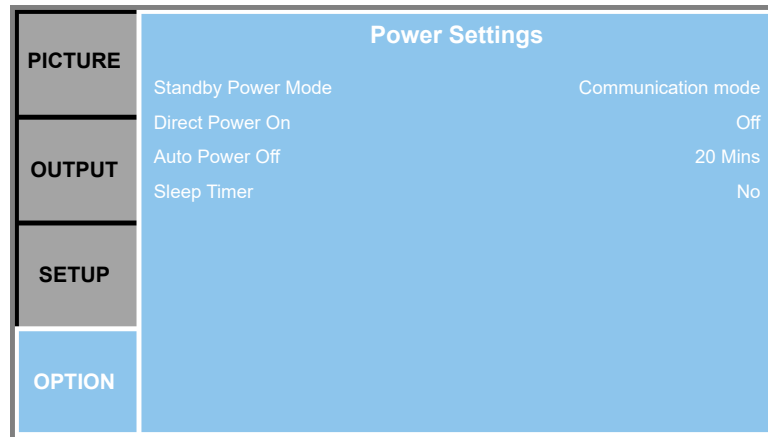 PICTURE
OUTPUT
SETUP
OPTION
Power Settings
Standby Power Mode Communication mode
Direct Power On Off
Auto Power Off 20 Mins
Sleep Timer No